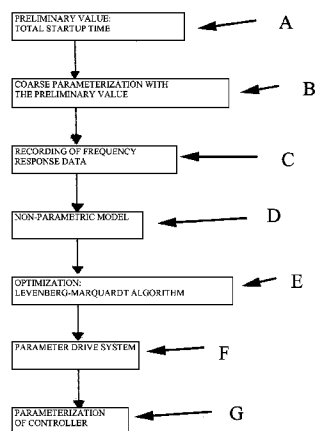 PRELIMINARY VALUE:
TOTAL STARTUP TIME
A
COARSE PARAMETERIZATION WITH
THE PRELIMINARY VALUE
B
RECORDING OF FREQUENCY
RESPONSE DATA
C
NON-PARAMETRIC MODEL
D
OPTIMIZATION:
LEVENBERG-MARQUARDT ALGORITHM
E
PARAMETER DRIVE SYSTEM
F
PARAMETERIZATION
OF CONTROLLER
G